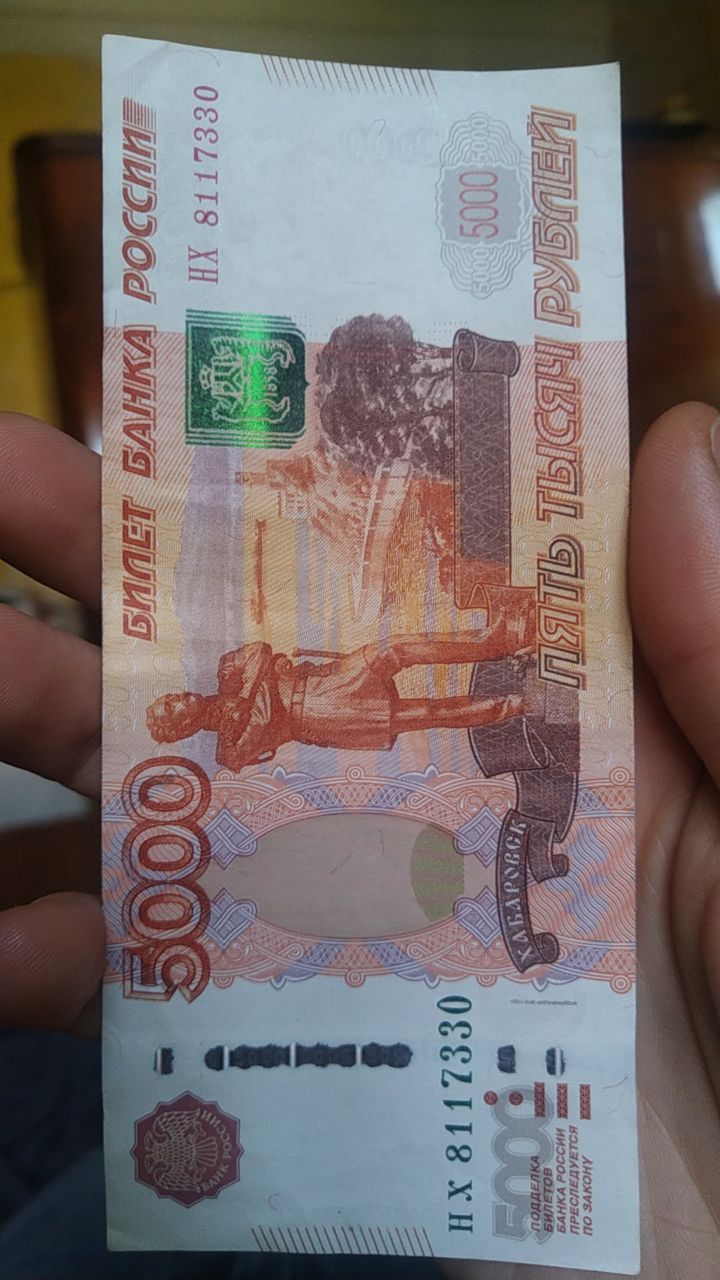 5000
БИЛЕТ БАНКА РОССИИ
БАНК РОССИИ
НХ 8117330
1858
НХ 8117330
5000
ПОДДЕЛКА
БИЛЕТОВ
БАНКА РОССИИ
ПРЕСЛЕДУЕТСЯ
ПО ЗАКОНУ
ХАБАРОВСК
5000 5000 5000
ПЯТЬ ТЫСЯЧ РУБЛЕЙ